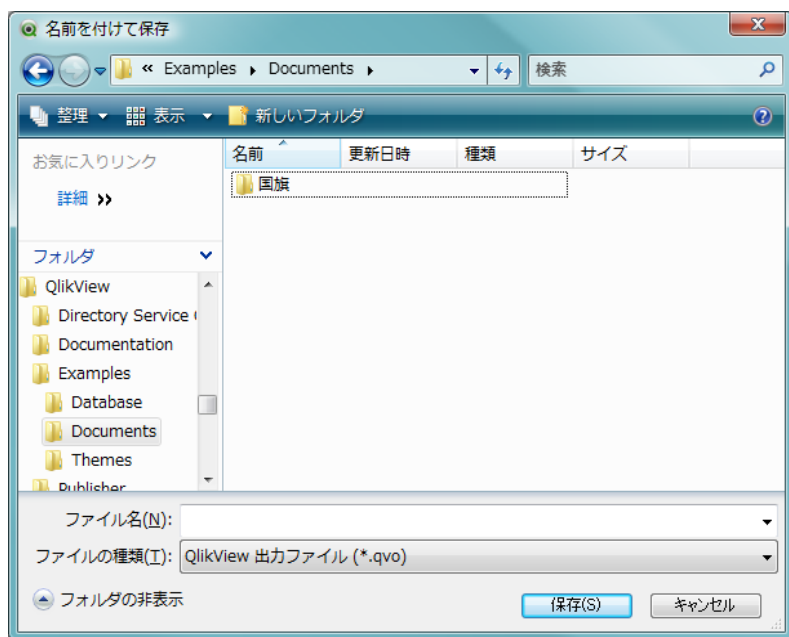 名前を付けて保存
« Examples ▸ Documents ▸
検索
整理 表示 新しいフォルダ
お気に入りリンク
詳細 »
フォルダ
QlikView
Directory Service
Documentation
Examples
Database
Documents
Themes
Publisher
名前 更新日時 種類 サイズ
国旗
ファイル名(N):
ファイルの種類(T): QlikView 出力ファイル (*.qvo)
フォルダの非表示
保存(S) キャンセル